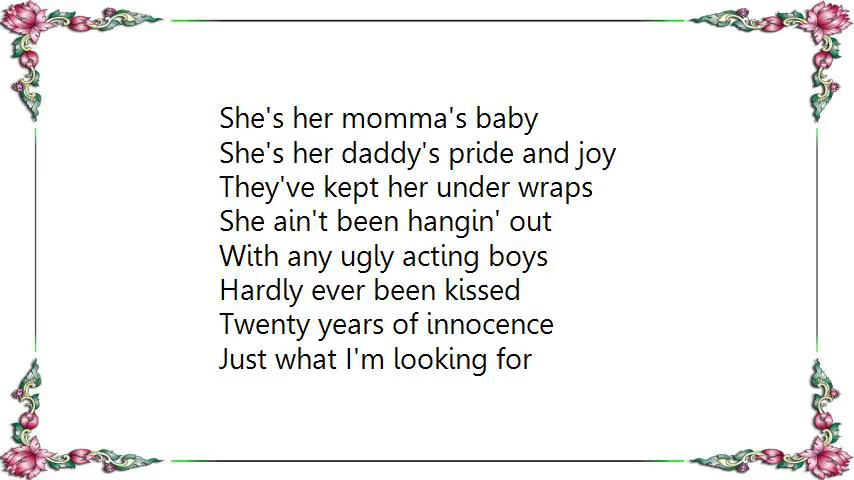 She's her momma's baby
She's her daddy's pride and joy
They've kept her under wraps
She ain't been hangin' out
With any ugly acting boys
Hardly ever been kissed
Twenty years of innocence
Just what I'm looking for